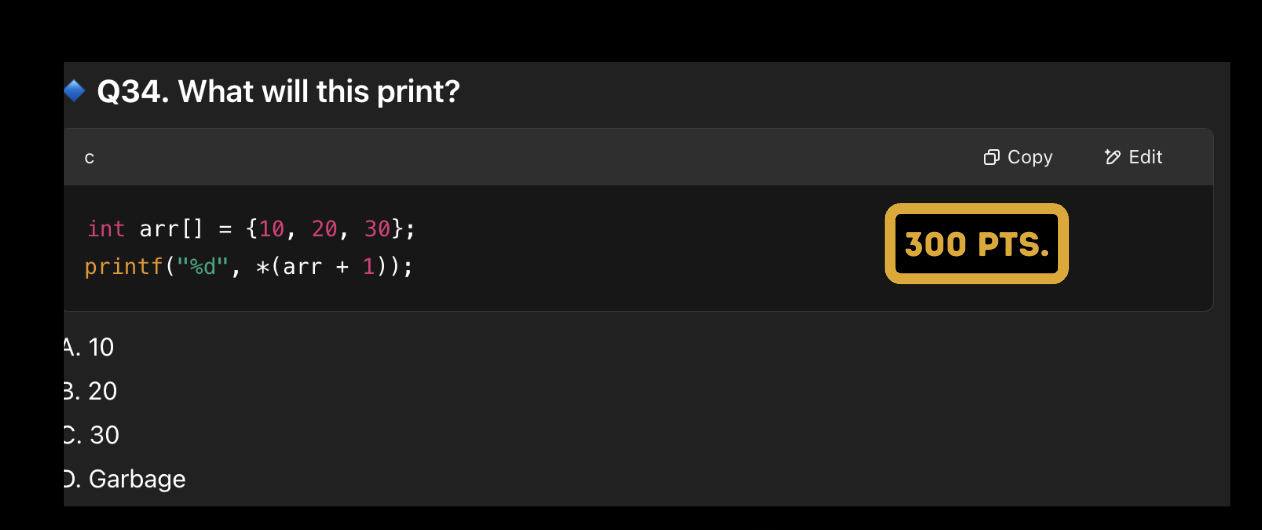 Q34. What will this print?
c Copy Edit
int arr[] = {10, 20, 30};
printf("%d", *(arr + 1));
300 PTS.
A. 10
B. 20
C. 30
D. Garbage